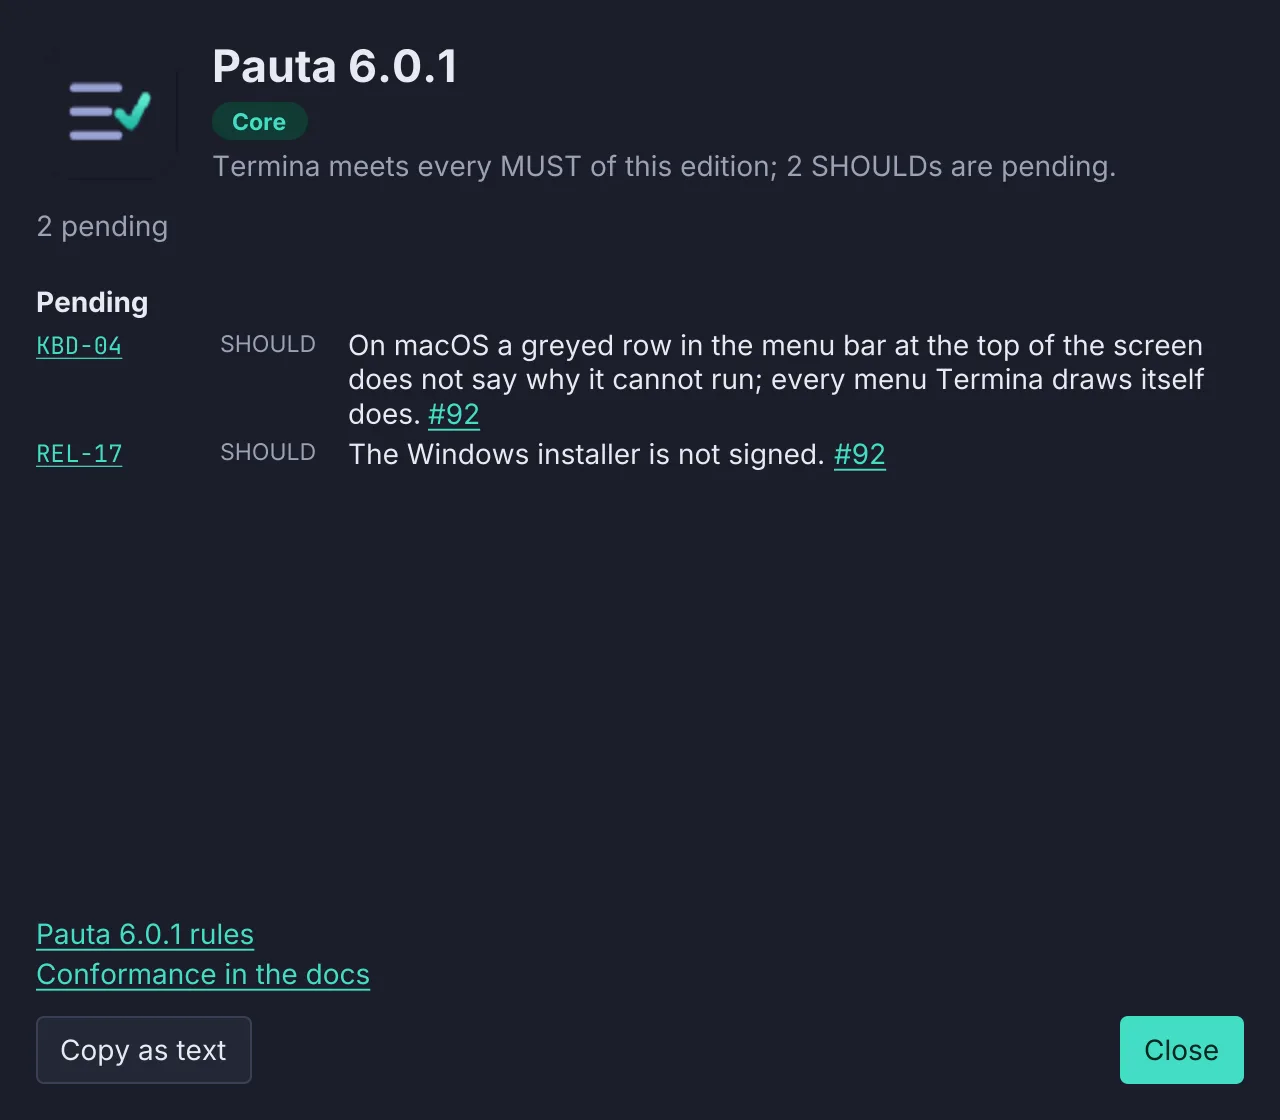 Pauta 6.0.1
Core
Termina meets every MUST of this edition; 2 SHOULDs are pending.
2 pending
Pending
KBD-04 SHOULD On macOS a greyed row in the menu bar at the top of the screen
does not say why it cannot run; every menu Termina draws itself
does. #92
REL-17 SHOULD The Windows installer is not signed. #92
Pauta 6.0.1 rules
Conformance in the docs
Copy as text Close